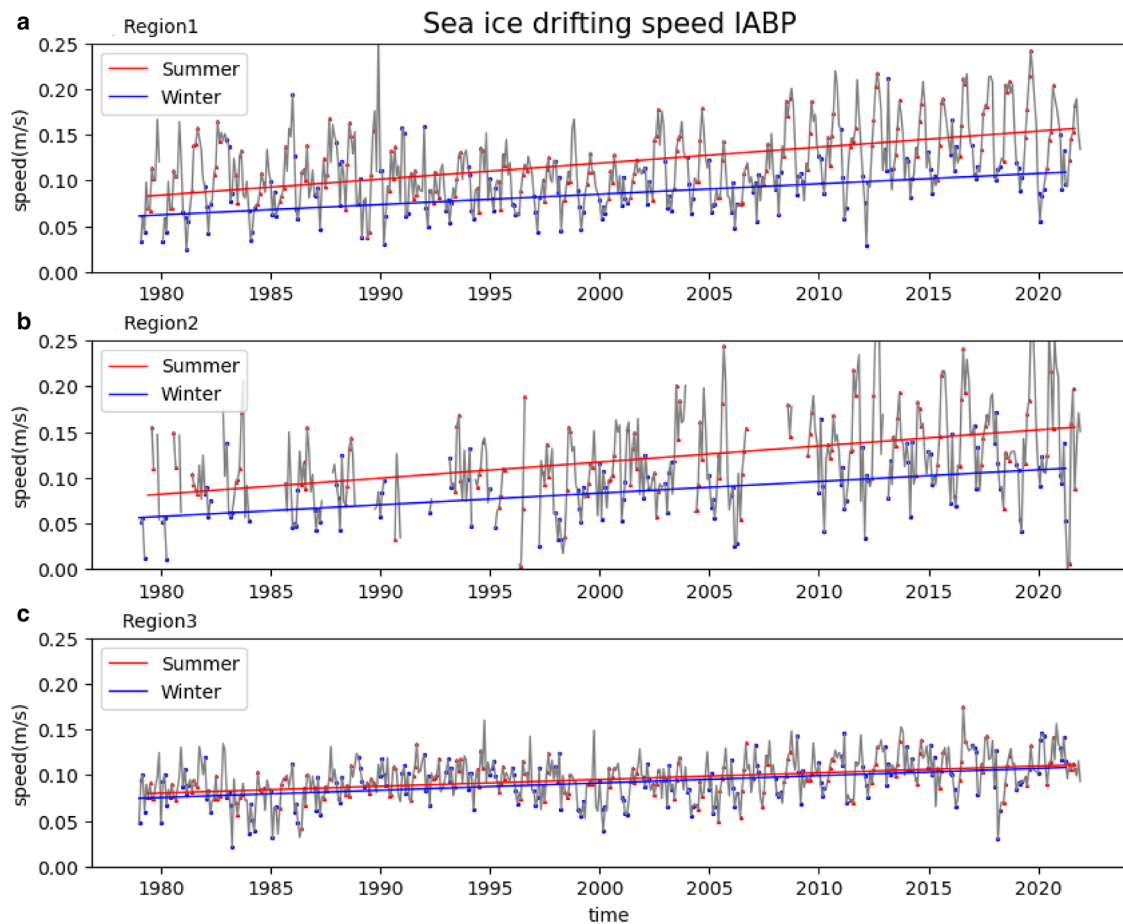 a
Region1
Sea ice drifting speed IABP
0.25
0.20
0.15
0.10
0.05
0.00
speed(m/s)
Summer
Winter
1980 1985 1990 1995 2000 2005 2010 2015 2020
b
Region2
0.25
0.20
0.15
0.10
0.05
0.00
speed(m/s)
Summer
Winter
1980 1985 1990 1995 2000 2005 2010 2015 2020
c
Region3
0.25
0.20
0.15
0.10
0.05
0.00
speed(m/s)
Summer
Winter
1980 1985 1990 1995 2000 2005 2010 2015 2020
time